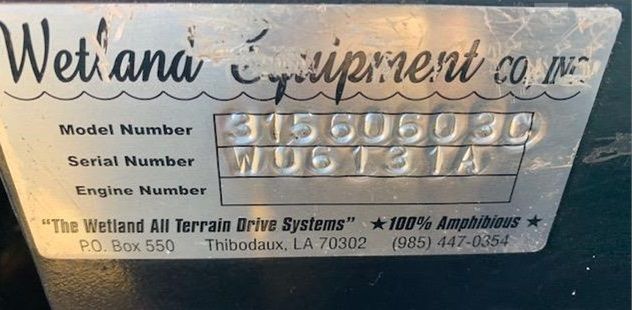 Wetland Equipment CO., INC.
Model Number 315606030
Serial Number WU6131A
Engine Number
"The Wetland All Terrain Drive Systems" ★100% Amphibious★
P.O. Box 550 Thibodaux, LA 70302 (985) 447-0354